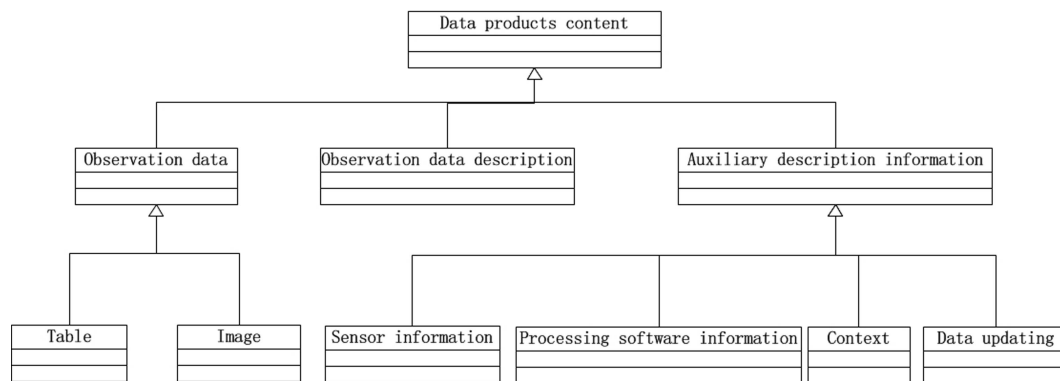 Data products content
Observation data
Observation data description
Auxiliary description information
Table
Image
Sensor information
Processing software information
Context
Data updating